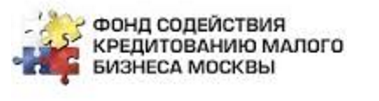 ФОНД СОДЕЙСТВИЯ
КРЕДИТОВАНИЮ МАЛОГО
БИЗНЕСА МОСКВЫ